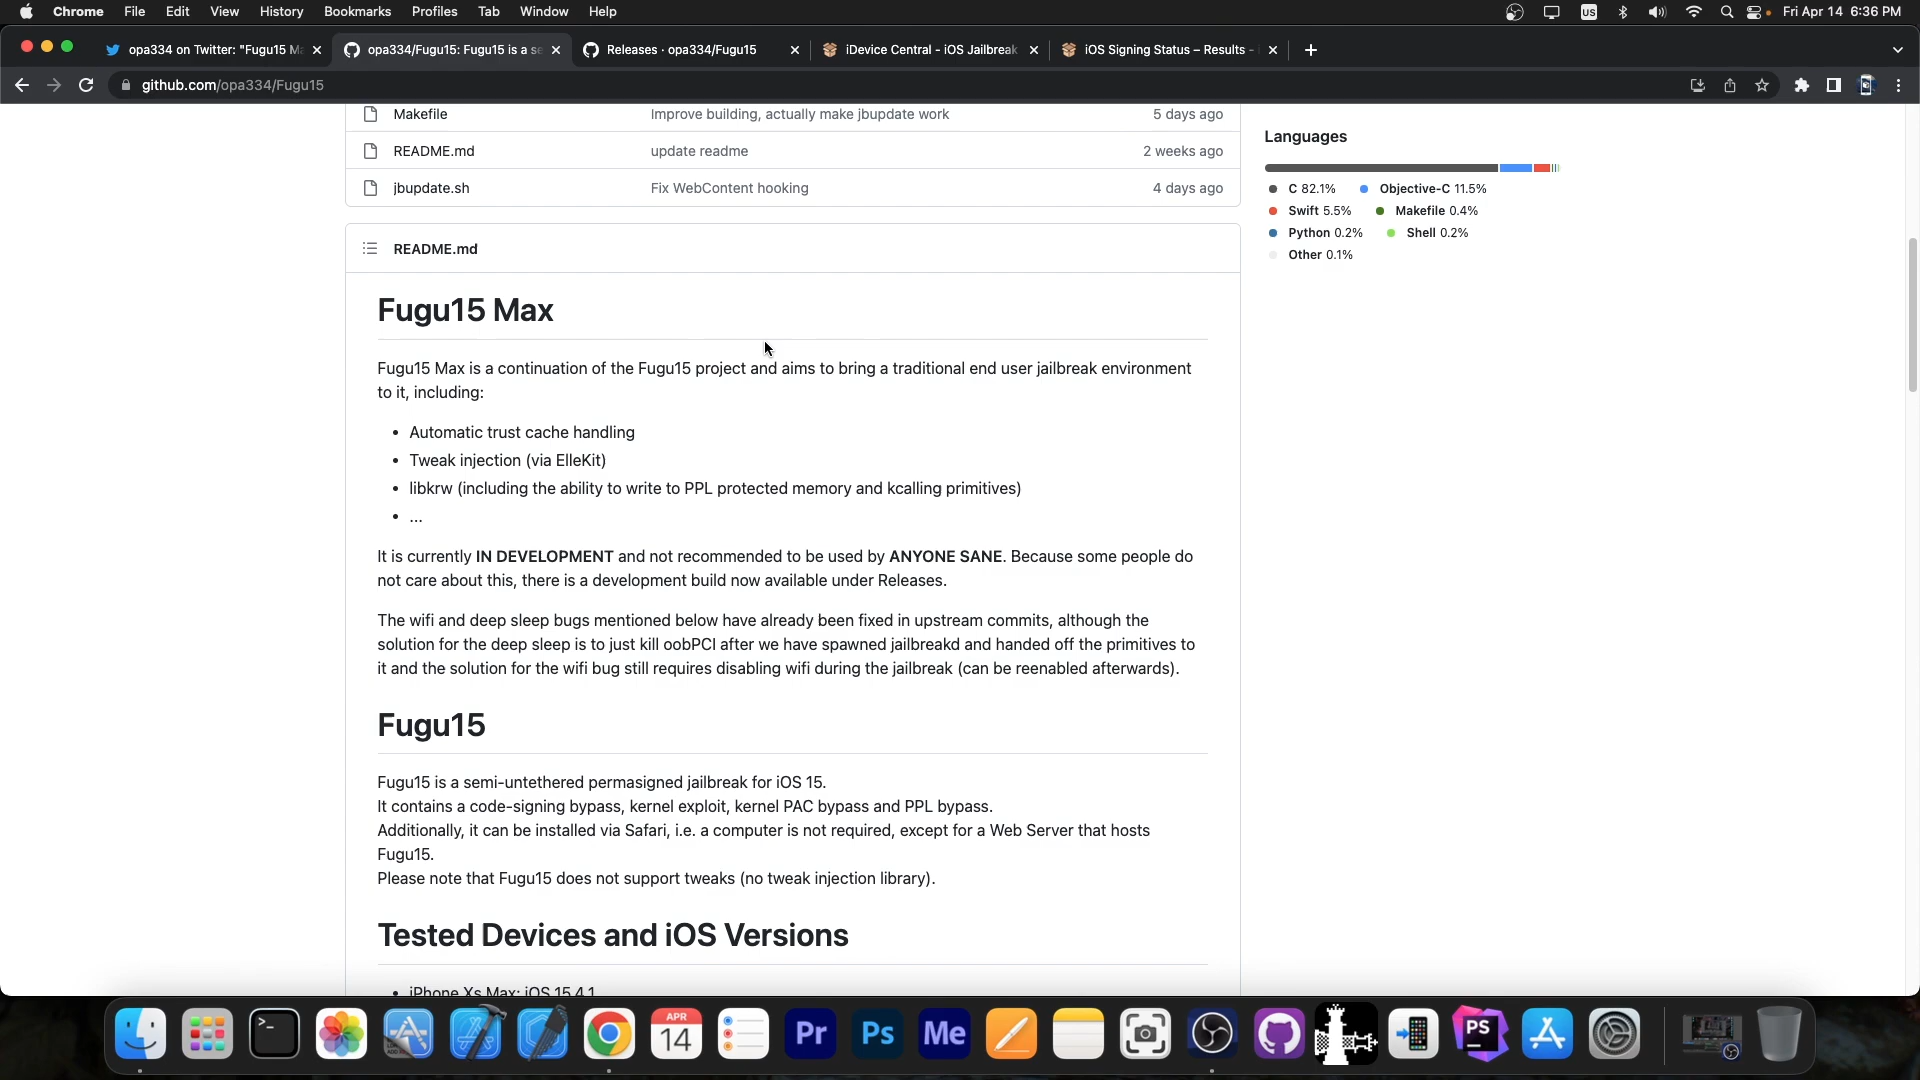 Chrome File Edit View History Bookmarks Profiles Tab Window Help US Fri Apr 14 6:36 PM
opa334 on Twitter: "Fugu15 Ma opa334/Fugu15: Fugu15 is a se Releases · opa334/Fugu15 iDevice Central - iOS Jailbreak iOS Signing Status – Results -
github.com/opa334/Fugu15
Makefile Improve building, actually make jbupdate work 5 days ago
README.md update readme 2 weeks ago
jbupdate.sh Fix WebContent hooking 4 days ago
README.md
Fugu15 Max
Fugu15 Max is a continuation of the Fugu15 project and aims to bring a traditional end user jailbreak environment
to it, including:
• Automatic trust cache handling
• Tweak injection (via ElleKit)
• libkrw (including the ability to write to PPL protected memory and kcalling primitives)
• ...
It is currently IN DEVELOPMENT and not recommended to be used by ANYONE SANE. Because some people do
not care about this, there is a development build now available under Releases.
The wifi and deep sleep bugs mentioned below have already been fixed in upstream commits, although the
solution for the deep sleep is to just kill oobPCI after we have spawned jailbreakd and handed off the primitives to
it and the solution for the wifi bug still requires disabling wifi during the jailbreak (can be reenabled afterwards).
Fugu15
Fugu15 is a semi-untethered permasigned jailbreak for iOS 15.
It contains a code-signing bypass, kernel exploit, kernel PAC bypass and PPL bypass.
Additionally, it can be installed via Safari, i.e. a computer is not required, except for a Web Server that hosts
Fugu15.
Please note that Fugu15 does not support tweaks (no tweak injection library).
Tested Devices and iOS Versions
• iPhone Xs Max: iOS 15.4.1
Languages
C 82.1% Objective-C 11.5%
Swift 5.5% Makefile 0.4%
Python 0.2% Shell 0.2%
Other 0.1%
APR
14
Pr
Ps
Me
PS